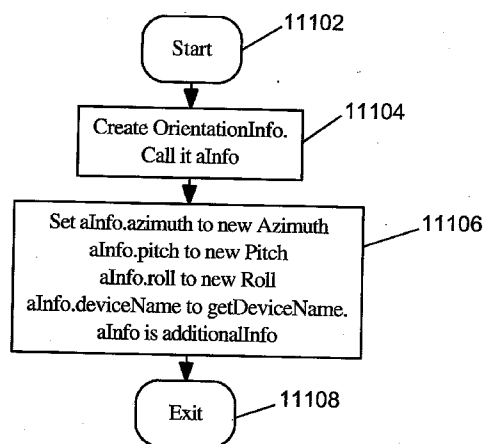 Start
11102
Create OrientationInfo.
Call it aInfo
11104
Set aInfo.azimuth to new Azimuth
aInfo.pitch to new Pitch
aInfo.roll to new Roll
aInfo.deviceName to getDeviceName.
aInfo is additionalInfo
11106
Exit
11108